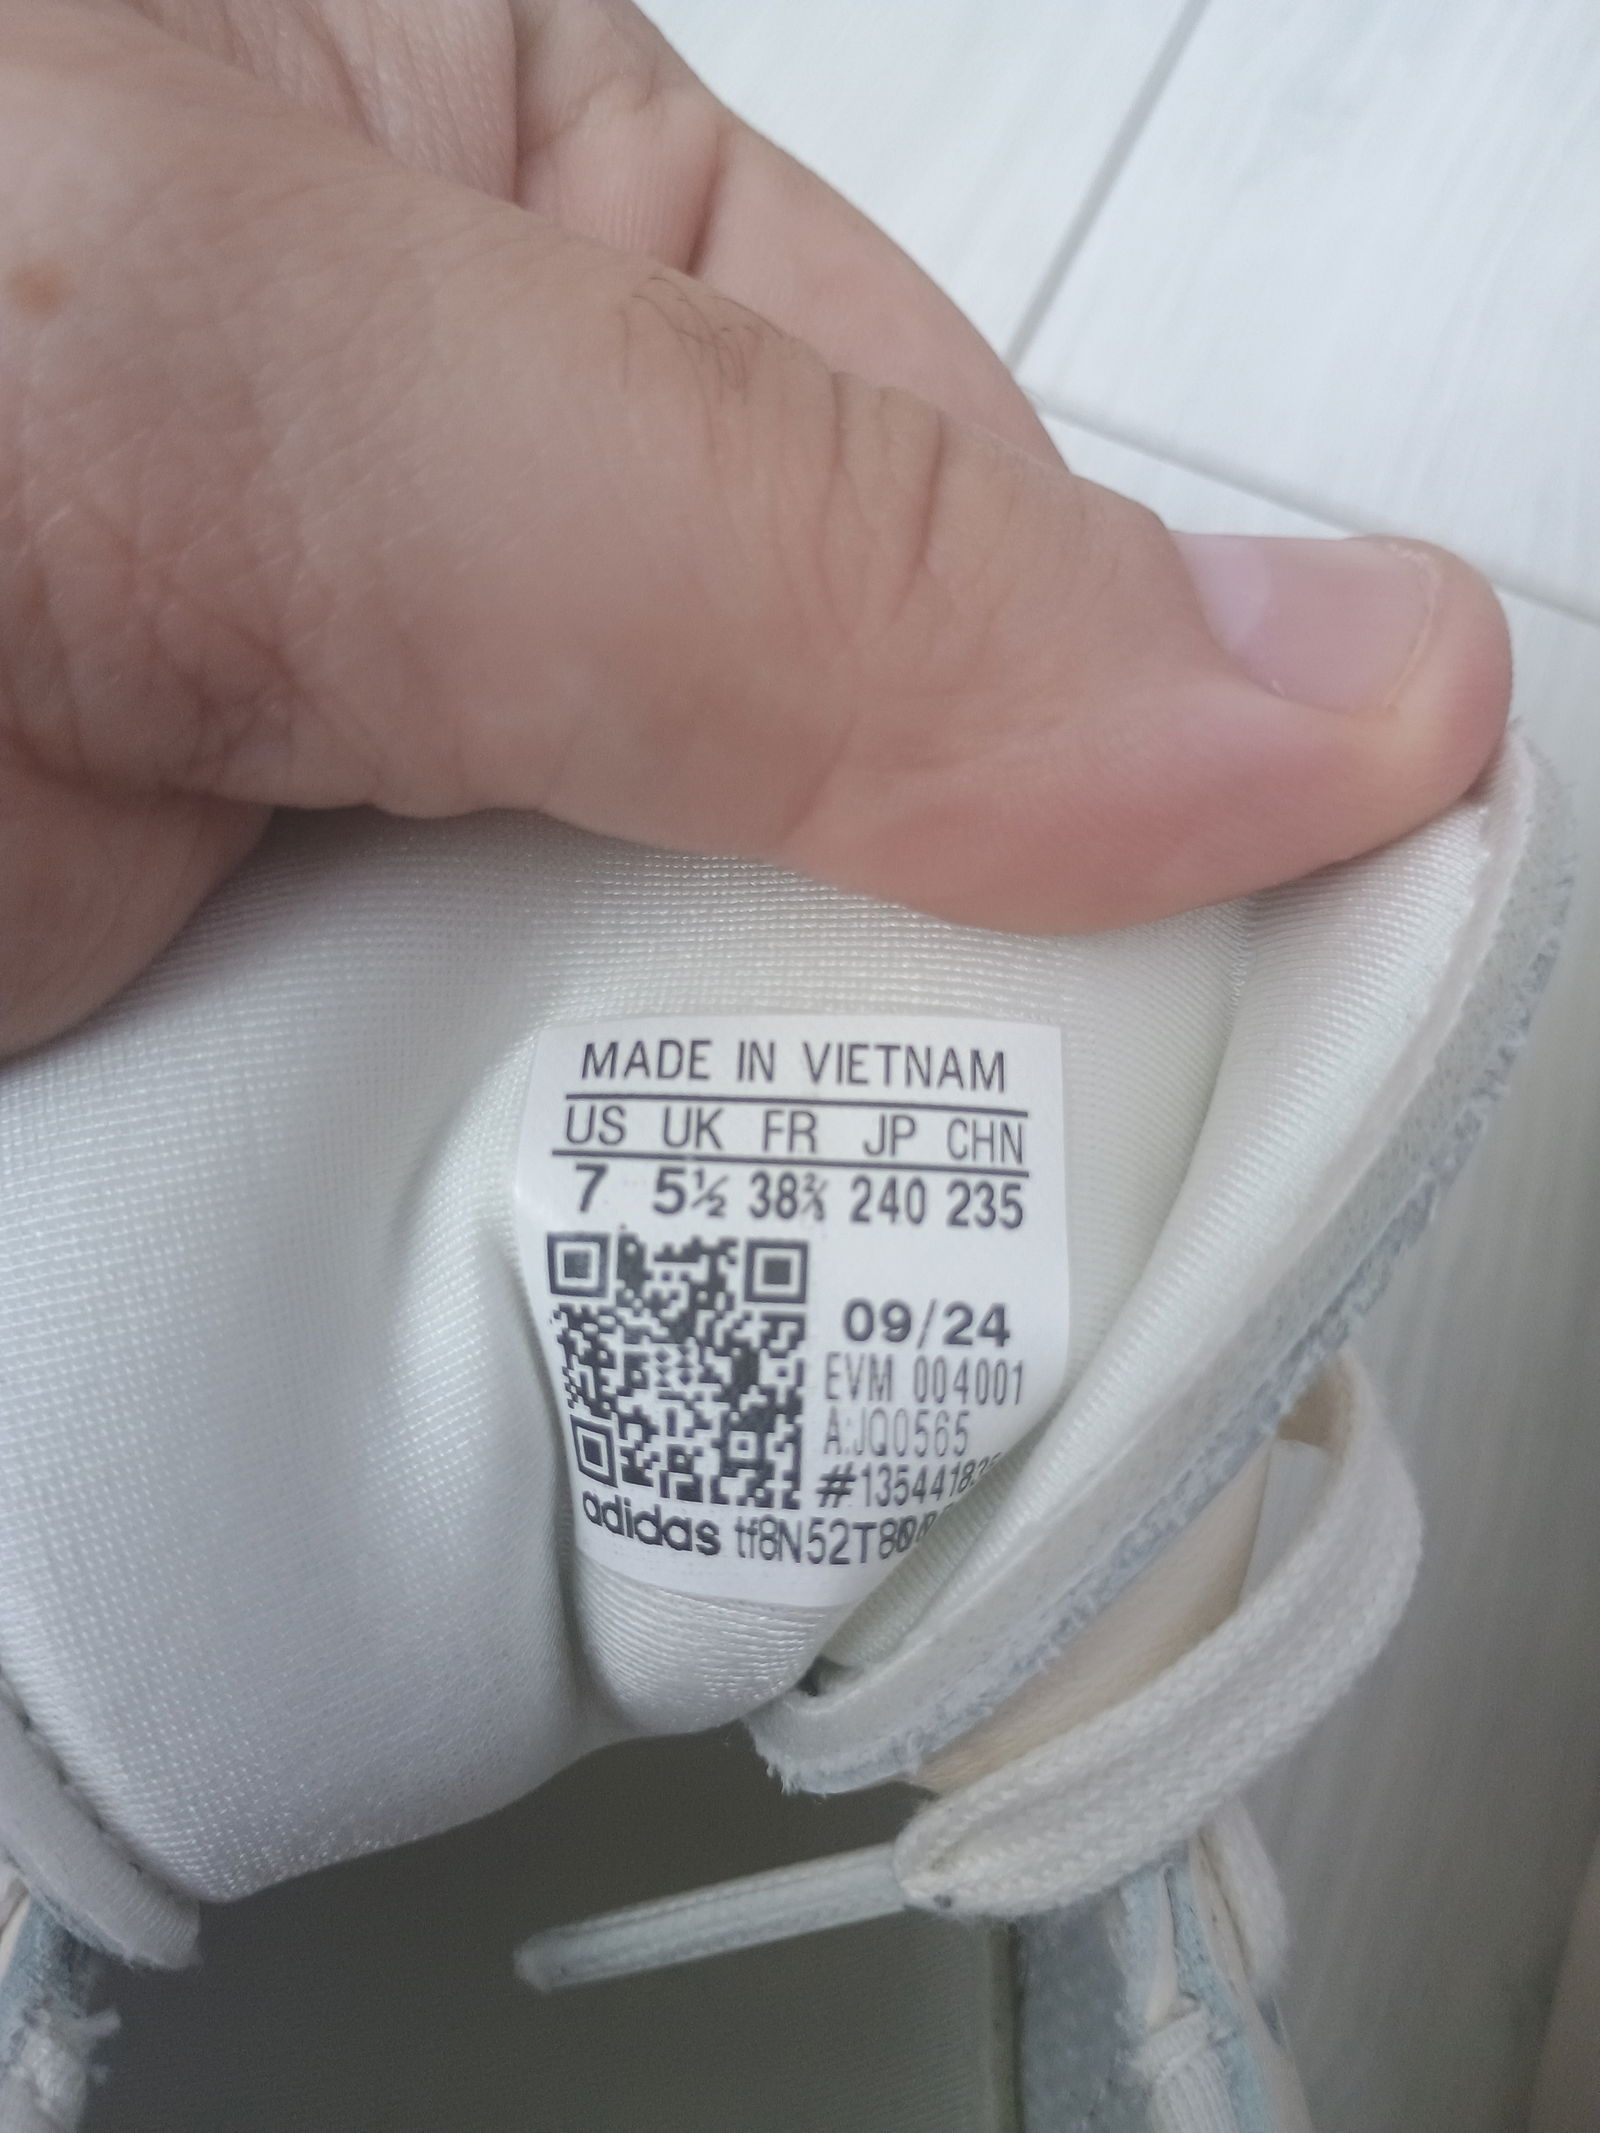 MADE IN VIETNAM
US UK FR JP CHN
7 5½ 38⅔ 240 235
09/24
EVM 004001
A:JQ0565
adidas